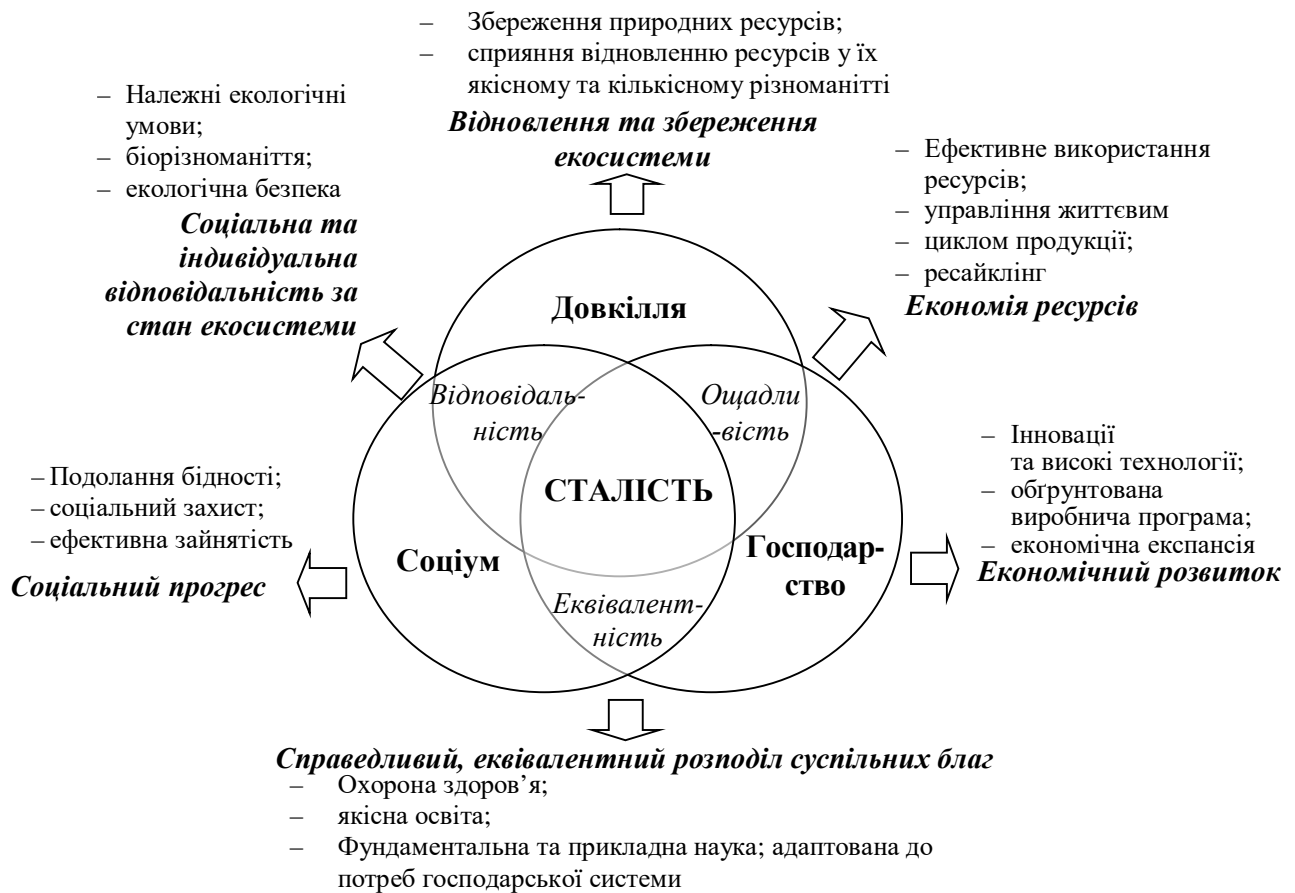 – Збереження природних ресурсів;
– сприяння відновленню ресурсів у їх
якісному та кількісному різноманітті
Відновлення та збереження
екосистеми
– Належні екологічні
умови;
– біорізноманіття;
– екологічна безпека
Соціальна та
індивідуальна
відповідальність за
стан екосистеми
– Ефективне використання
ресурсів;
– управління життєвим
– циклом продукції;
– ресайклінг
Економія ресурсів
Довкілля
Відповідаль-
ність
Ощадли
-вість
СТАЛІСТЬ
Соціум
Господар-
ство
Еквівалент-
ність
– Подолання бідності;
– соціальний захист;
– ефективна зайнятість
Соціальний прогрес
– Інновації
та високі технології;
– обґрунтована
виробнича програма;
– економічна експансія
Економічний розвиток
Справедливий, еквівалентний розподіл суспільних благ
– Охорона здоров’я;
– якісна освіта;
– Фундаментальна та прикладна наука; адаптована до
потреб господарської системи